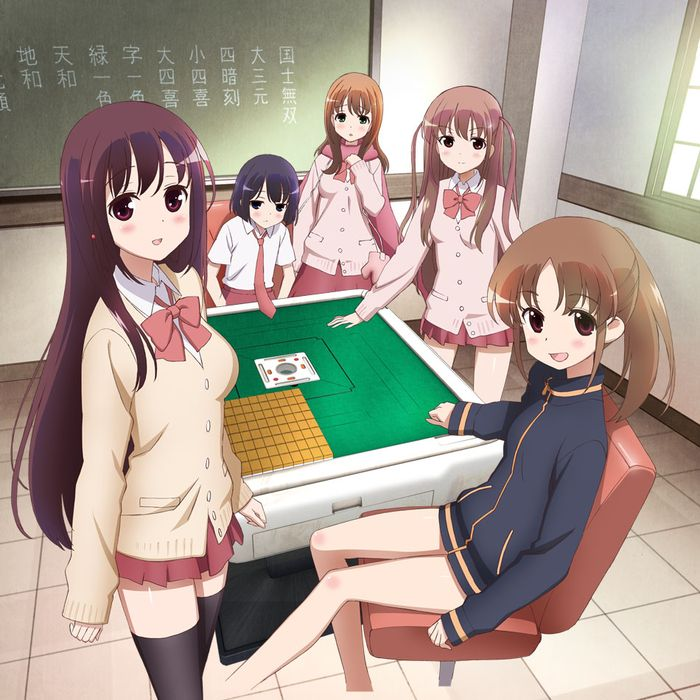 国士無双
大三元
四暗刻
小四喜
大四喜
字一色
緑一色
天和
地和